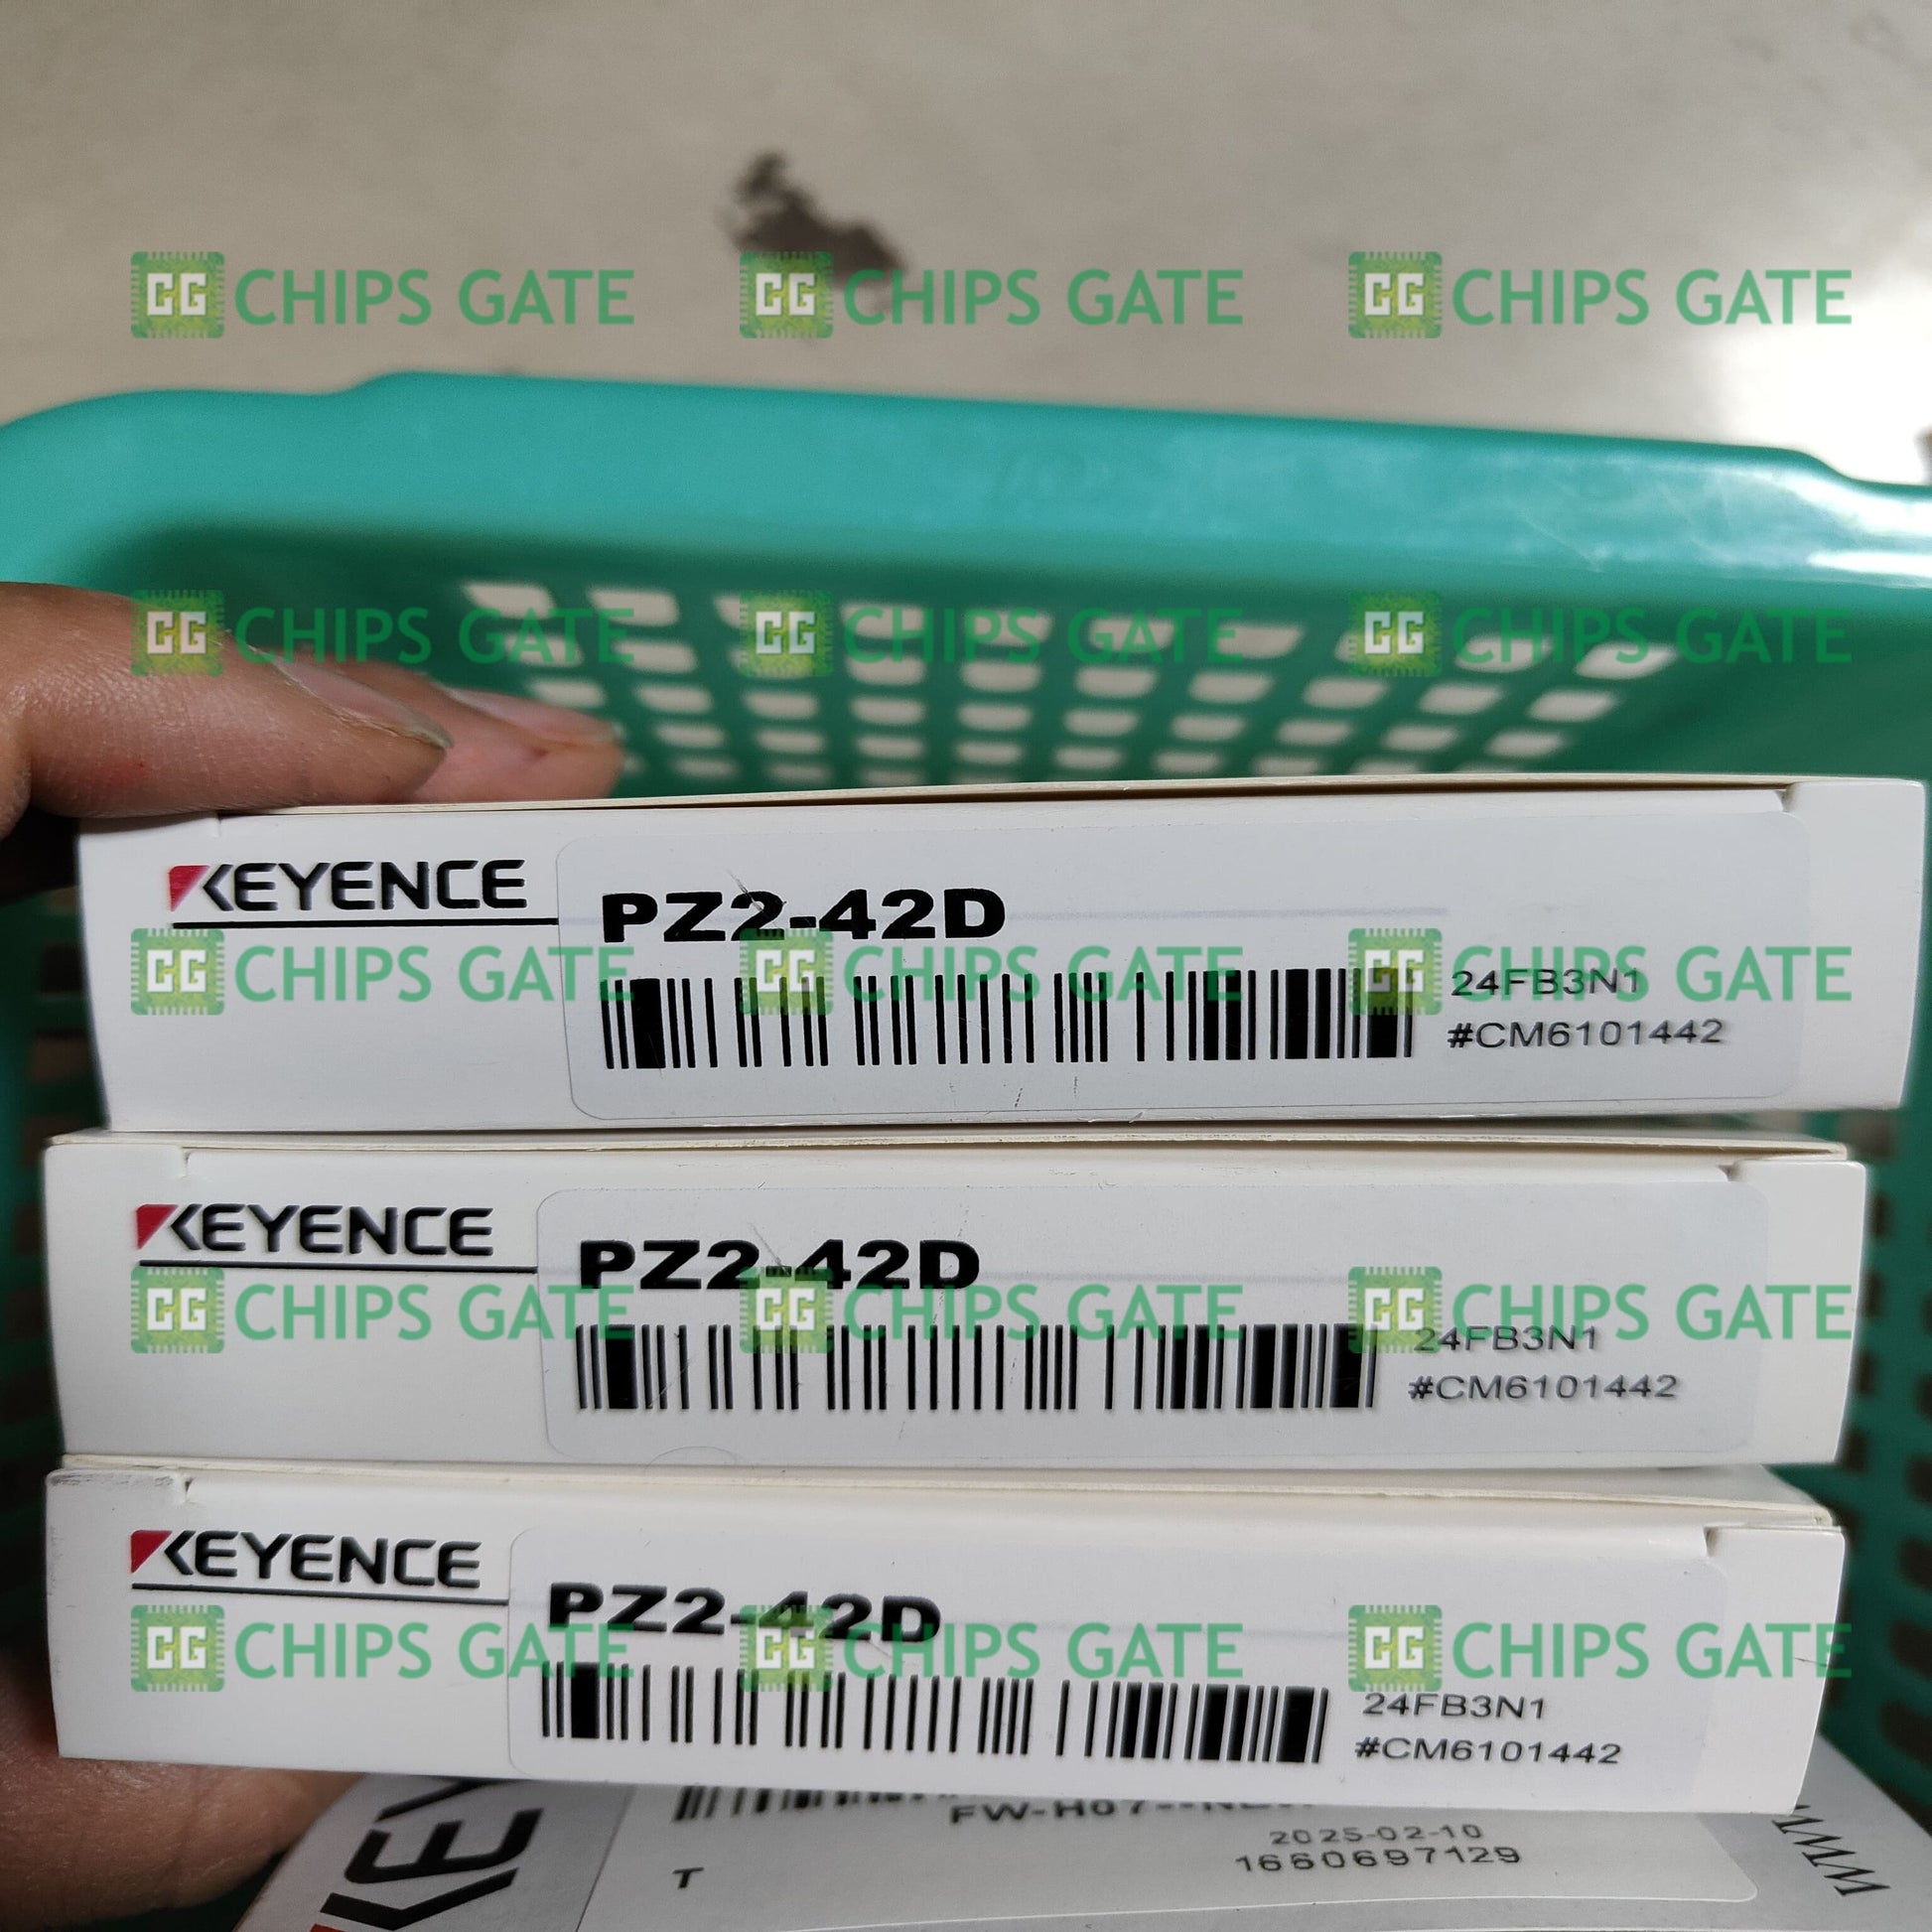 CG CHIPS GATE CG CHIPS GATE CG CHIPS GATE
CG CHIPS GATE CG CHIPS GATE CG CHIPS GATE
KEYENCE
PZ2-42D
CG CHIPS GATE CG CHIPS GATE CG CHIPS GATE
24FB3N1
#CM6101442
KEYENCE
PZ2-42D
CG CHIPS GATE CG CHIPS GATE CG CHIPS GATE
24FB3N1
#CM6101442
KEYENCE
PZ2-42D
CG CHIPS GATE CG CHIPS GATE CG CHIPS GATE
24FB3N1
#CM6101442
2025-02-10
1660697129
T
KEY
WWW